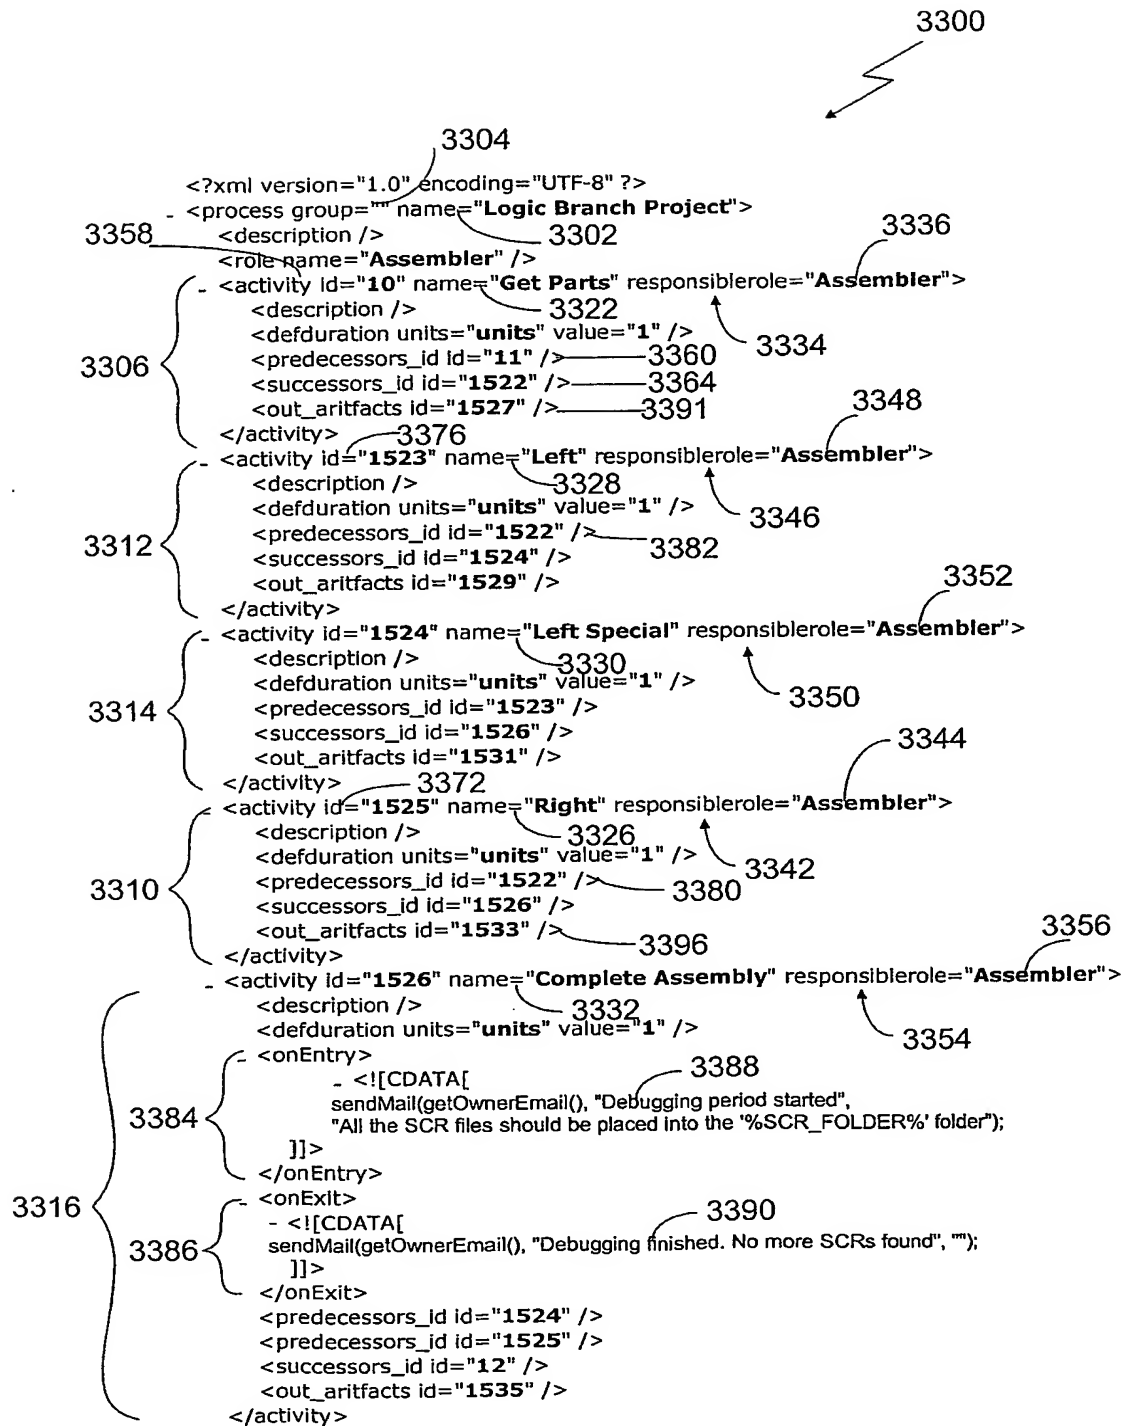 3300
3304
<?xml version="1.0" encoding="UTF-8" ?>
- <process group="" name="Logic Branch Project">
3358 <description /> 3302 3336
<role name="Assembler" />
- <activity id="10" name="Get Parts" responsiblerole="Assembler">
<description /> 3322
<defduration units="units" value="1" /> 3334
3306 <predecessors_id id="11" /> 3360
<successors_id id="1522" /> 3364
<out_aritfacts id="1527" /> 3391 3348
</activity> 3376
- <activity id="1523" name="Left" responsiblerole="Assembler">
<description /> 3328
<defduration units="units" value="1" /> 3346
3312 <predecessors_id id="1522" /> 3382
<successors_id id="1524" />
<out_aritfacts id="1529" /> 3352
</activity>
- <activity id="1524" name="Left Special" responsiblerole="Assembler">
<description /> 3330
<defduration units="units" value="1" /> 3350
3314 <predecessors_id id="1523" />
<successors_id id="1526" /> 3344
<out_aritfacts id="1531" />
</activity> 3372
- <activity id="1525" name="Right" responsiblerole="Assembler">
<description /> 3326
<defduration units="units" value="1" /> 3342
3310 <predecessors_id id="1522" /> 3380
<successors_id id="1526" />
<out_aritfacts id="1533" /> 3396 3356
</activity>
- <activity id="1526" name="Complete Assembly" responsiblerole="Assembler">
<description /> 3332
<defduration units="units" value="1" /> 3354
- <onEntry>
- <![CDATA[ 3388
3384 sendMail(getOwnerEmail(), "Debugging period started",
"All the SCR files should be placed into the '%SCR_FOLDER%' folder");
]]>
</onEntry>
3316 - <onExit>
- <![CDATA[ 3390
3386 sendMail(getOwnerEmail(), "Debugging finished. No more SCRs found", "");
]]>
</onExit>
<predecessors_id id="1524" />
<predecessors_id id="1525" />
<successors_id id="12" />
<out_aritfacts id="1535" />
</activity>